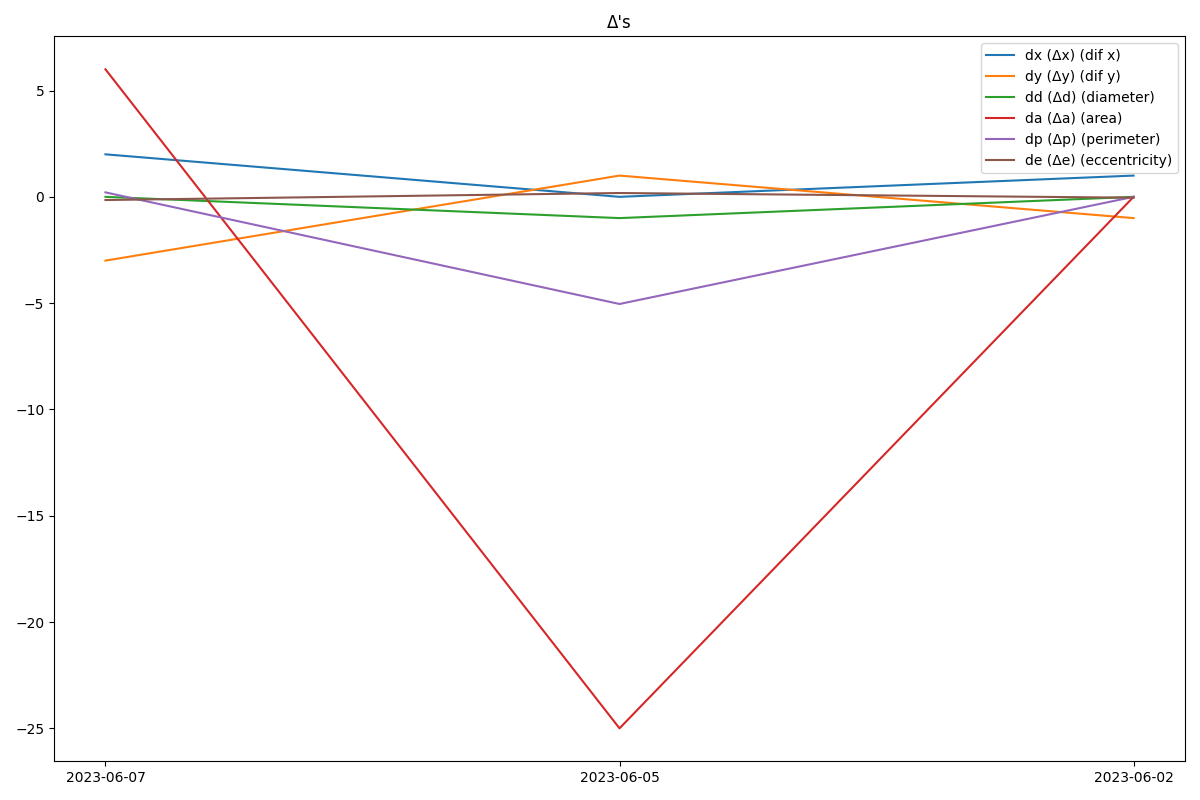 Δ's
dx (Δx) (dif x)
dy (Δy) (dif y)
dd (Δd) (diameter)
da (Δa) (area)
dp (Δp) (perimeter)
de (Δe) (eccentricity)
5
0
−5
−10
−15
−20
−25
2023-06-07 2023-06-05 2023-06-02